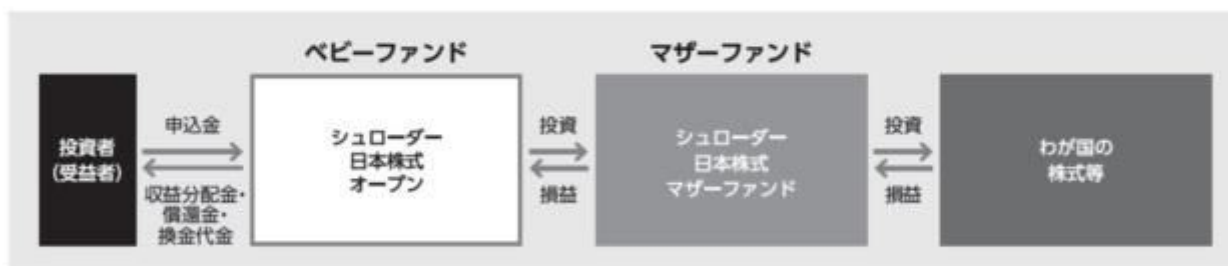 ベビーファンド
マザーファンド
投資者
(受益者)
申込金
収益分配金・
償還金・
換金代金
シュローダー
日本株式
オープン
投資
損益
シュローダー
日本株式
マザーファンド
投資
損益
わが国の
株式等